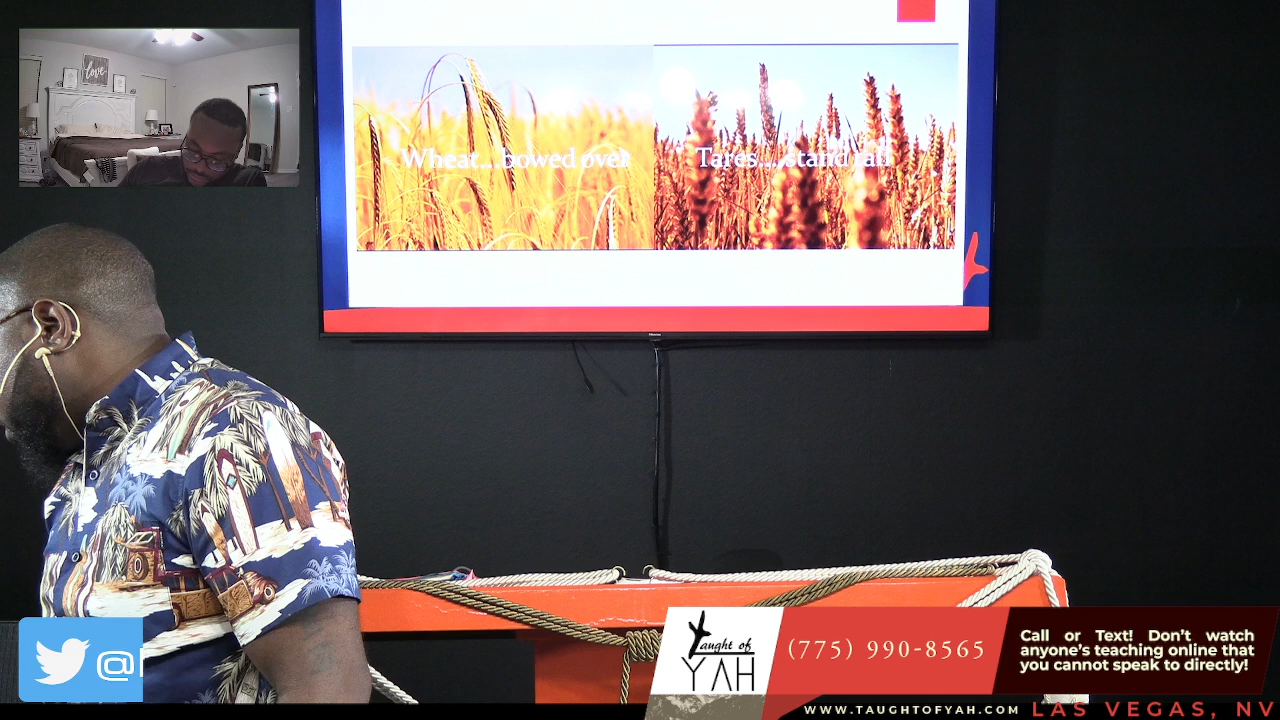 love
Wheat...bowed over
Tares....stand tall
@
taught of
YAH
(775) 990-8565
Call or Text! Don't watch
anyone's teaching online that
you cannot speak to directly!
WWW.TAUGHTOFYAH.COM
LAS VEGAS, NV